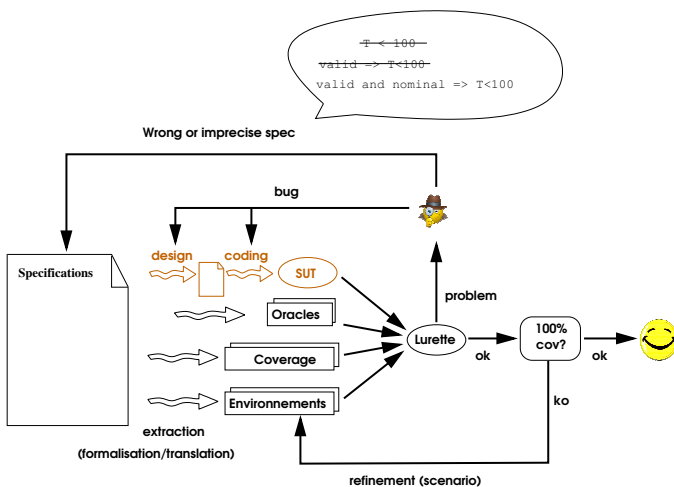 T < 100
valid => T<100
valid and nominal => T<100
Wrong or imprecise spec
bug
design
coding
Specifications
SUT
problem
Oracles
Lurette
100%
cov?
ok
ok
Coverage
Environnements
ko
extraction
(formalisation/translation)
refinement (scenario)